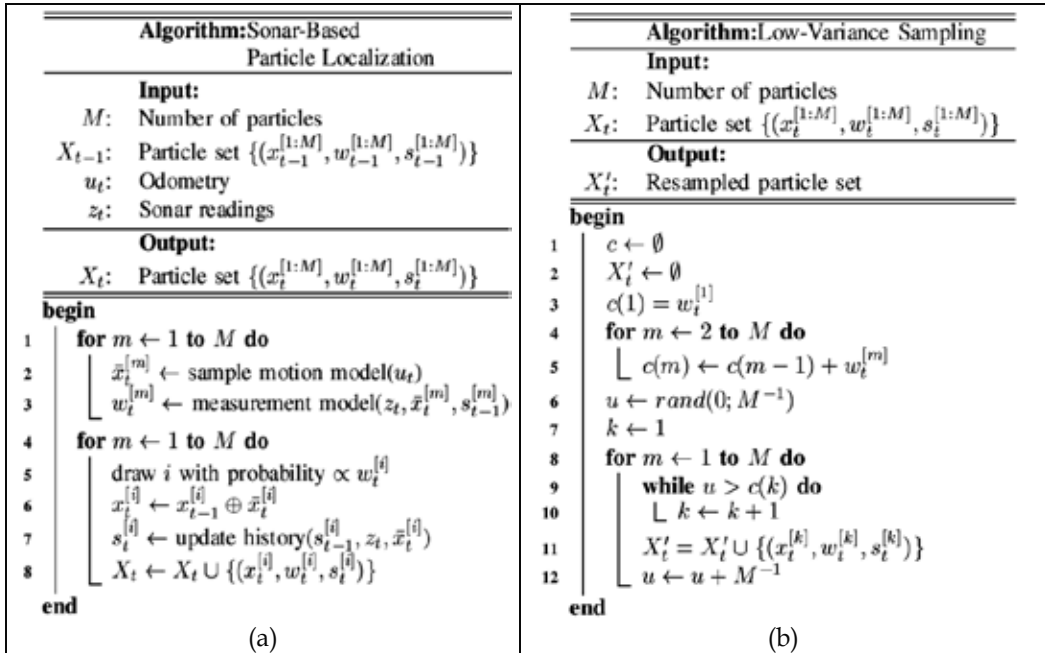 Algorithm:Sonar-Based
Particle Localization
Input:
M: Number of particles
X_{t−1}: Particle set {(x_{t−1}^{[1:M]}, w_{t−1}^{[1:M]}, s_{t−1}^{[1:M]})}
u_t: Odometry
z_t: Sonar readings
Output:
X_t: Particle set {(x_t^{[1:M]}, w_t^{[1:M]}, s_t^{[1:M]})}
begin
1 for m ← 1 to M do
2 x̄_t^{[m]} ← sample motion model(u_t)
3 w_t^{[m]} ← measurement model(z_t, x̄_t^{[m]}, s_{t−1}^{[m]})
4 for m ← 1 to M do
5 draw i with probability ∝ w_t^{[i]}
6 x_t^{[i]} ← x_{t−1}^{[i]} ⊕ x̄_t^{[i]}
7 s_t^{[i]} ← update history(s_{t−1}^{[i]}, z_t, x̄_t^{[i]})
8 X_t ← X_t ∪ {(x_t^{[i]}, w_t^{[i]}, s_t^{[i]})}
end
(a)
Algorithm:Low-Variance Sampling
Input:
M: Number of particles
X_t: Particle set {(x_t^{[1:M]}, w_t^{[1:M]}, s_t^{[1:M]})}
Output:
X′_t: Resampled particle set
begin
1 c ← ∅
2 X′_t ← ∅
3 c(1) = w_t^{[1]}
4 for m ← 2 to M do
5 c(m) ← c(m − 1) + w_t^{[m]}
6 u ← rand(0; M^{−1})
7 k ← 1
8 for m ← 1 to M do
9 while u > c(k) do
10 k ← k + 1
11 X′_t = X′_t ∪ {(x_t^{[k]}, w_t^{[k]}, s_t^{[k]})}
12 u ← u + M^{−1}
end
(b)